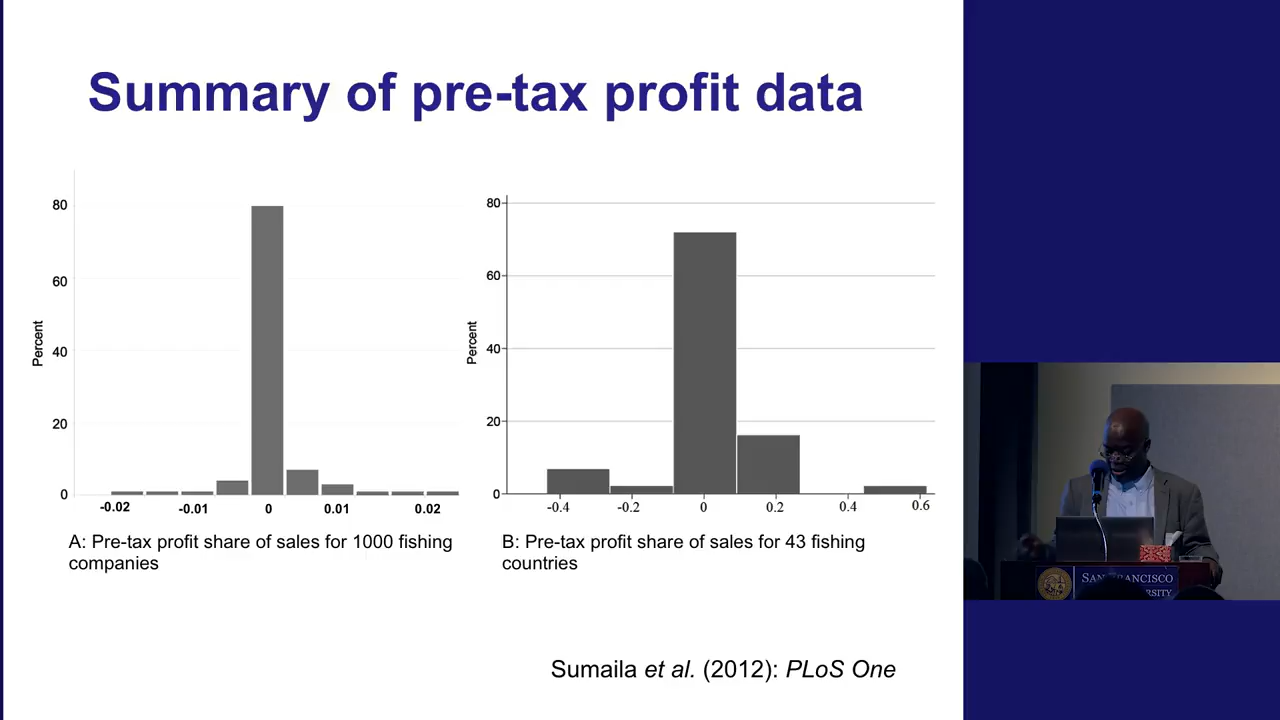 Summary of pre-tax profit data
80
60
40
20
0
Percent
-0.02
-0.01
0
0.01
0.02
A: Pre-tax profit share of sales for 1000 fishing
companies
80
60
40
20
0
Percent
-0.4
-0.2
0
0.2
0.4
0.6
B: Pre-tax profit share of sales for 43 fishing
countries
Sumaila et al. (2012): PLoS One
SAN FRANCISCO